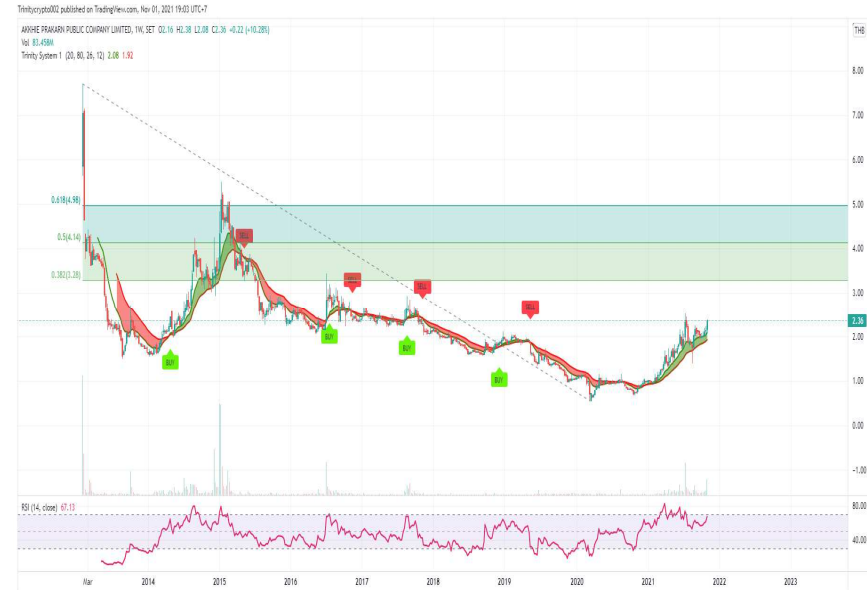 Trinitycrypto002 published on TradingView.com, Nov 01, 2021 19:03 UTC+7
AKKHIE PRAKARN PUBLIC COMPANY LIMITED, 1W, SET O2.16 H2.38 L2.08 C2.36 +0.22 (+10.28%)
THB
Vol 83.458M
Trinity System 1 (20, 80, 26, 12) 2.08 1.92
8.00
7.00
6.00
0.618(4.98)
5.00
0.5(4.14)
SELL
4.00
0.382(3.28)
SELL
SELL
3.00
SELL
2.36
BUY
2.00
BUY
BUY
BUY
1.00
0.00
-1.00
RSI (14, close) 67.13
80.00
40.00
Mar 2014 2015 2016 2017 2018 2019 2020 2021 2022 2023